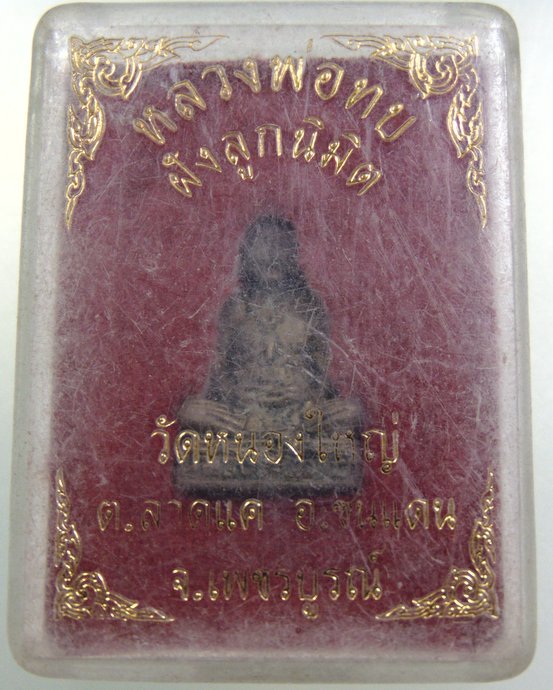 หลวงพ่อทบ
ฝังลูกนิมิต
วัดหนองใหญ่
ต.ลาดแค อ.ชนแดน
จ.เพชรบูรณ์